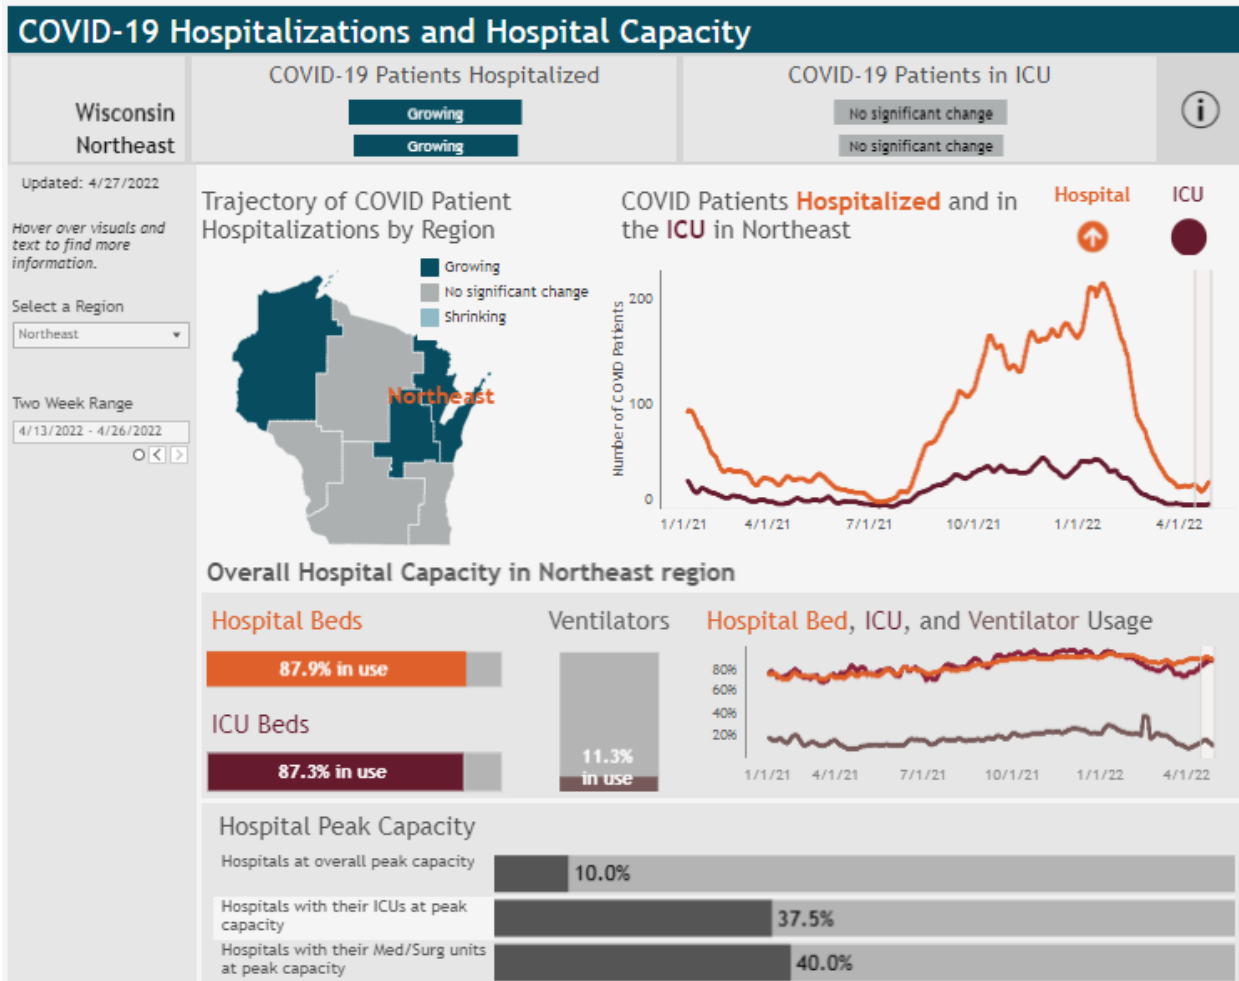 COVID-19 Hospitalizations and Hospital Capacity
COVID-19 Patients Hospitalized
COVID-19 Patients in ICU
Wisconsin
Growing
No significant change
Northeast
Growing
No significant change
i
Updated: 4/27/2022
Hover over visuals and
text to find more
information.
Select a Region
Northeast
Two Week Range
4/13/2022 - 4/26/2022
Trajectory of COVID Patient
Hospitalizations by Region
Growing
No significant change
Shrinking
Northeast
COVID Patients Hospitalized and in
the ICU in Northeast
Hospital
ICU
Number of COVID Patients
200
100
0
1/1/21
4/1/21
7/1/21
10/1/21
1/1/22
4/1/22
Overall Hospital Capacity in Northeast region
Hospital Beds
87.9% in use
ICU Beds
87.3% in use
Ventilators
11.3%
in use
Hospital Bed, ICU, and Ventilator Usage
80%
60%
40%
20%
1/1/21
4/1/21
7/1/21
10/1/21
1/1/22
4/1/22
Hospital Peak Capacity
Hospitals at overall peak capacity
10.0%
Hospitals with their ICUs at peak
capacity
37.5%
Hospitals with their Med/Surg units
at peak capacity
40.0%